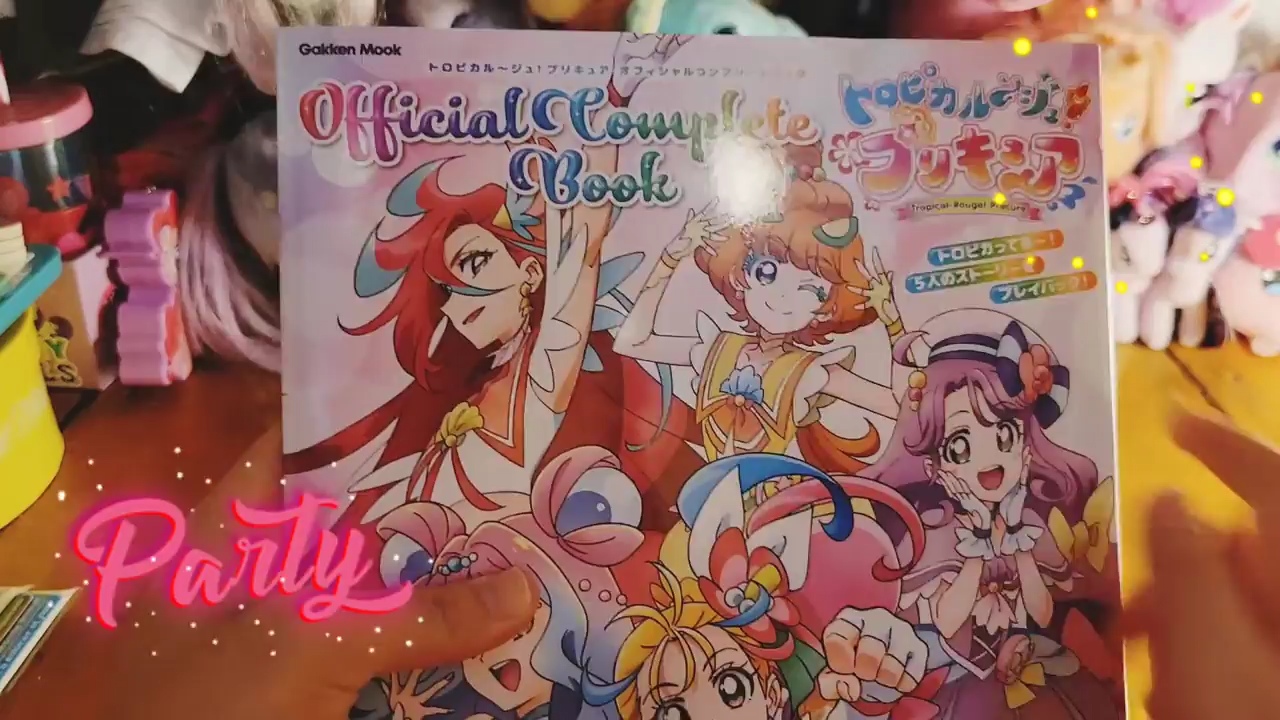 Gakken Mook
トロピカル〜ジュ!プリキュア オフィシャルコンプリ
Official Complete
Book
トロピカル〜ジュ!
プリキュア
Tropical-Rouge! Precure
トロピカってる〜!
5人のストーリーを
プレイバック!
Party